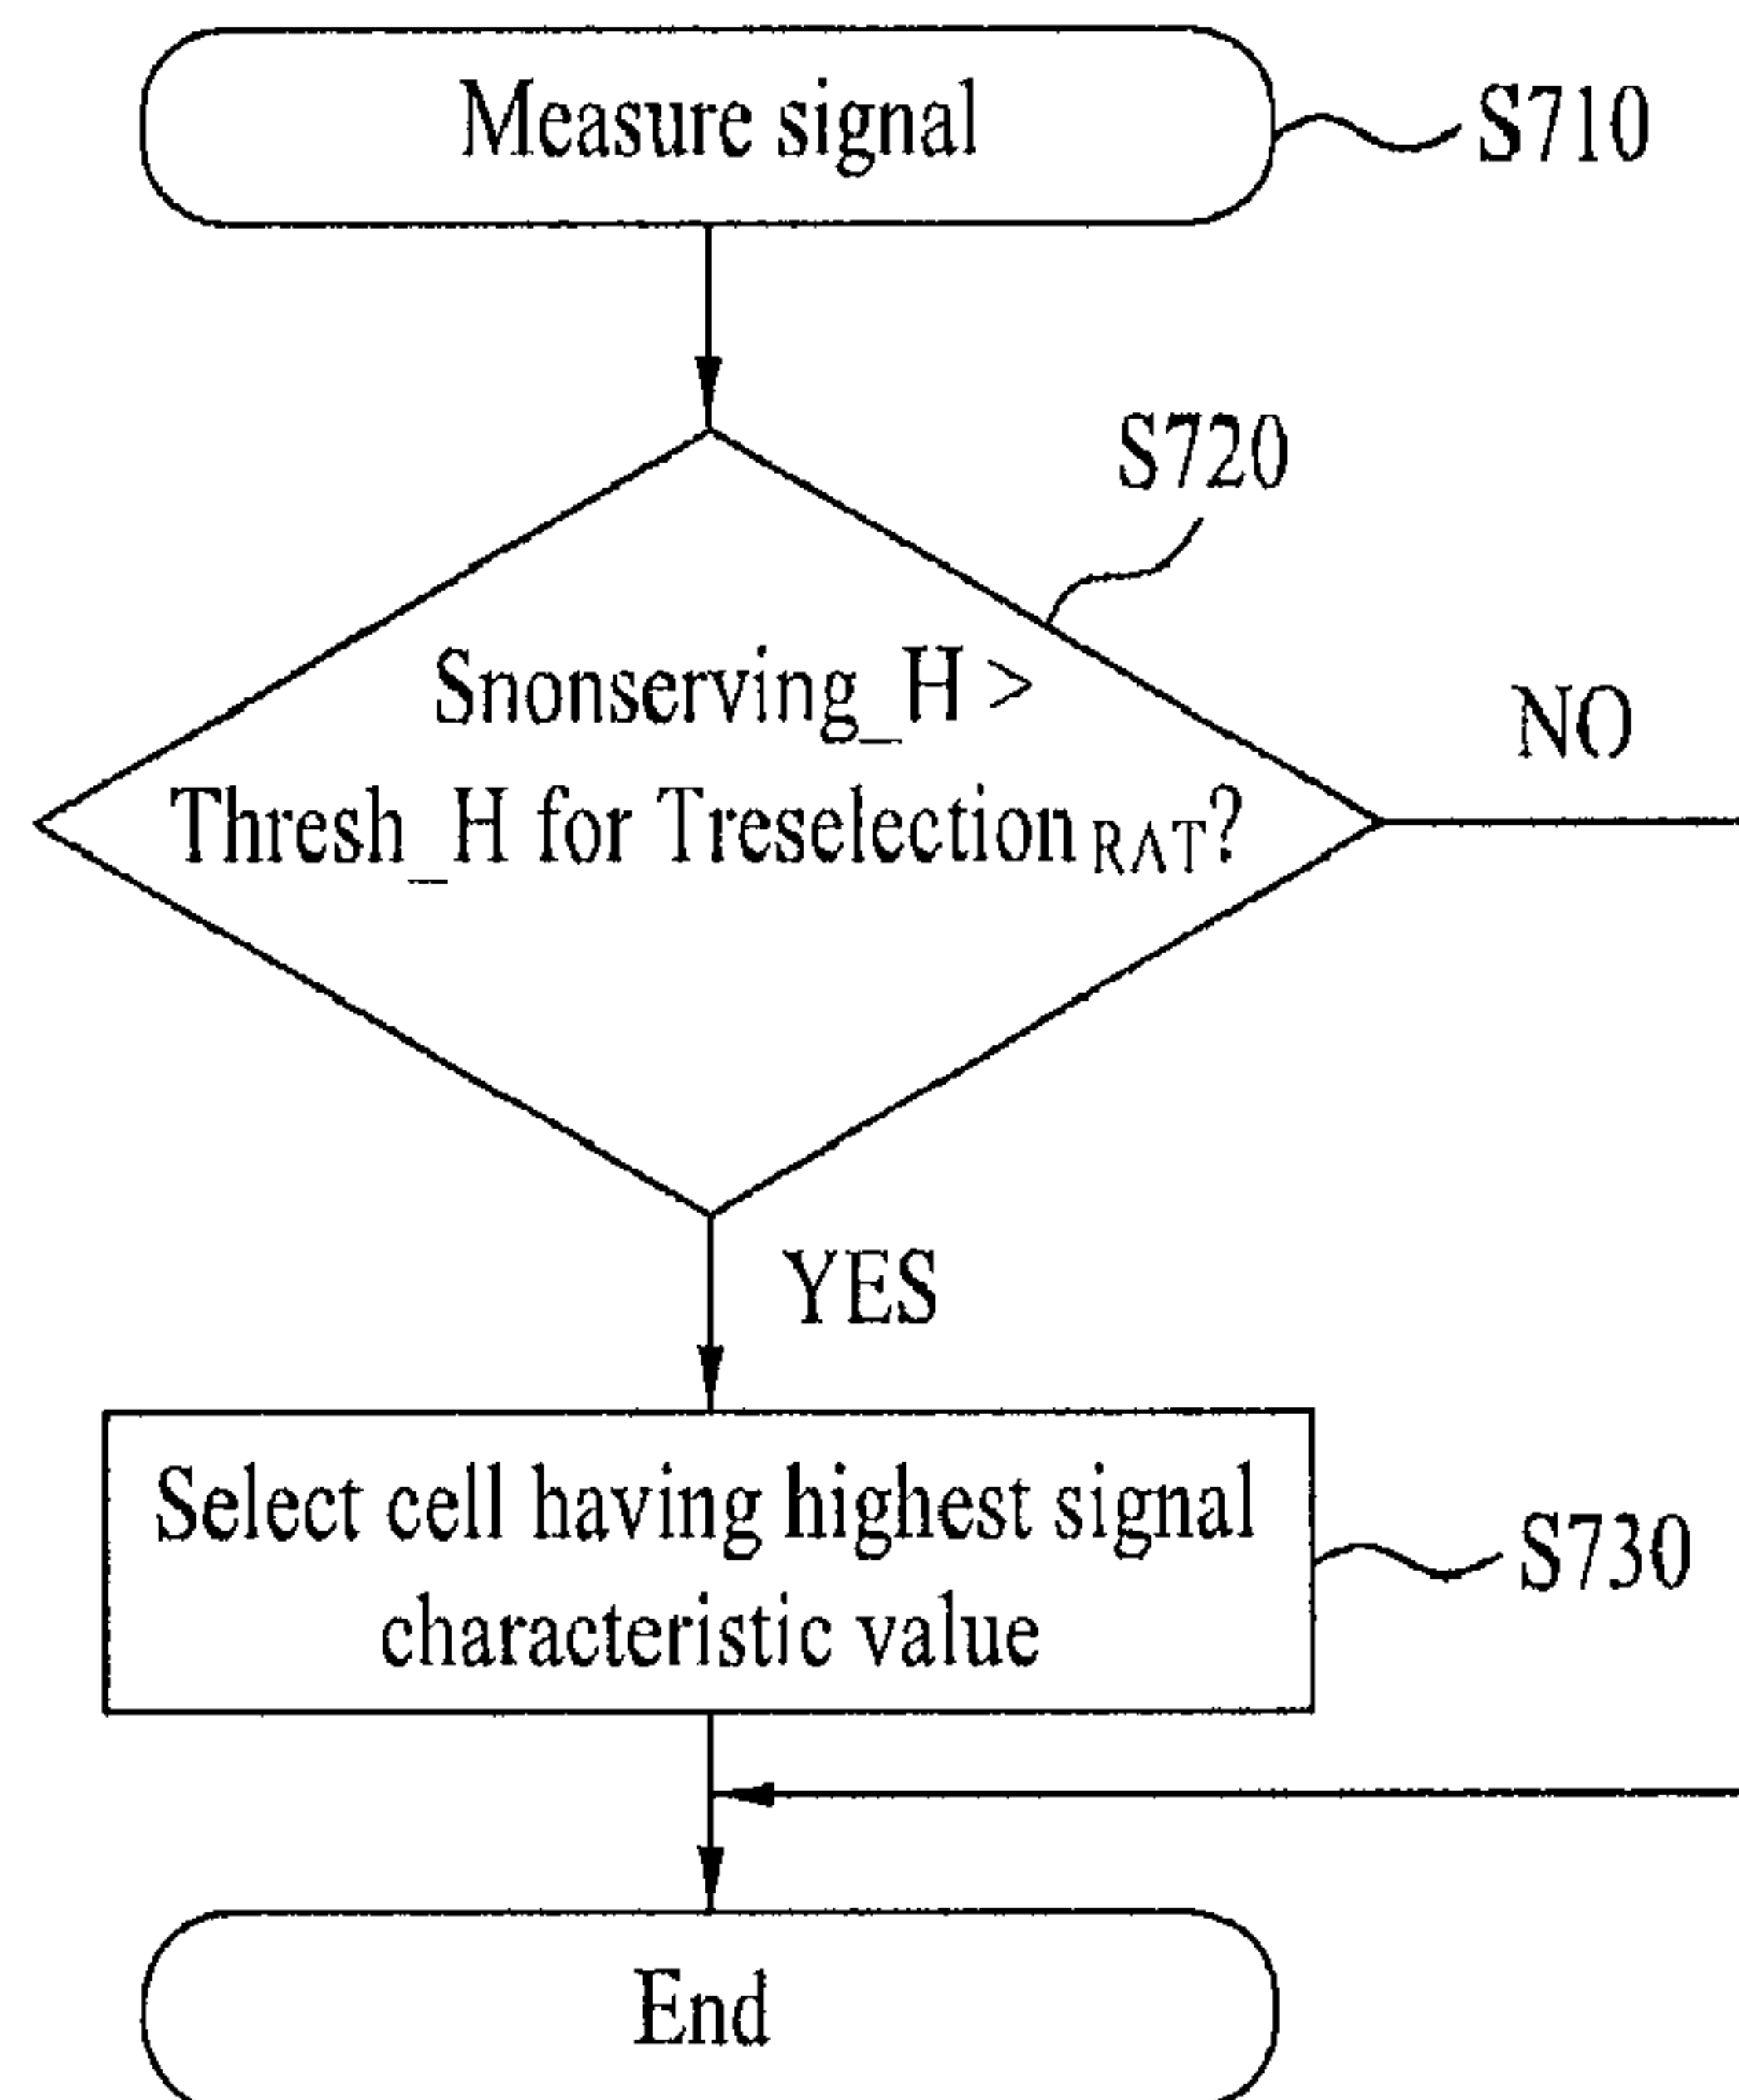 Measure signal
S710
S720
Snonserving_H >
Thresh_H for Treselection RAT?
NO
YES
Select cell having highest signal
characteristic value
S730
End